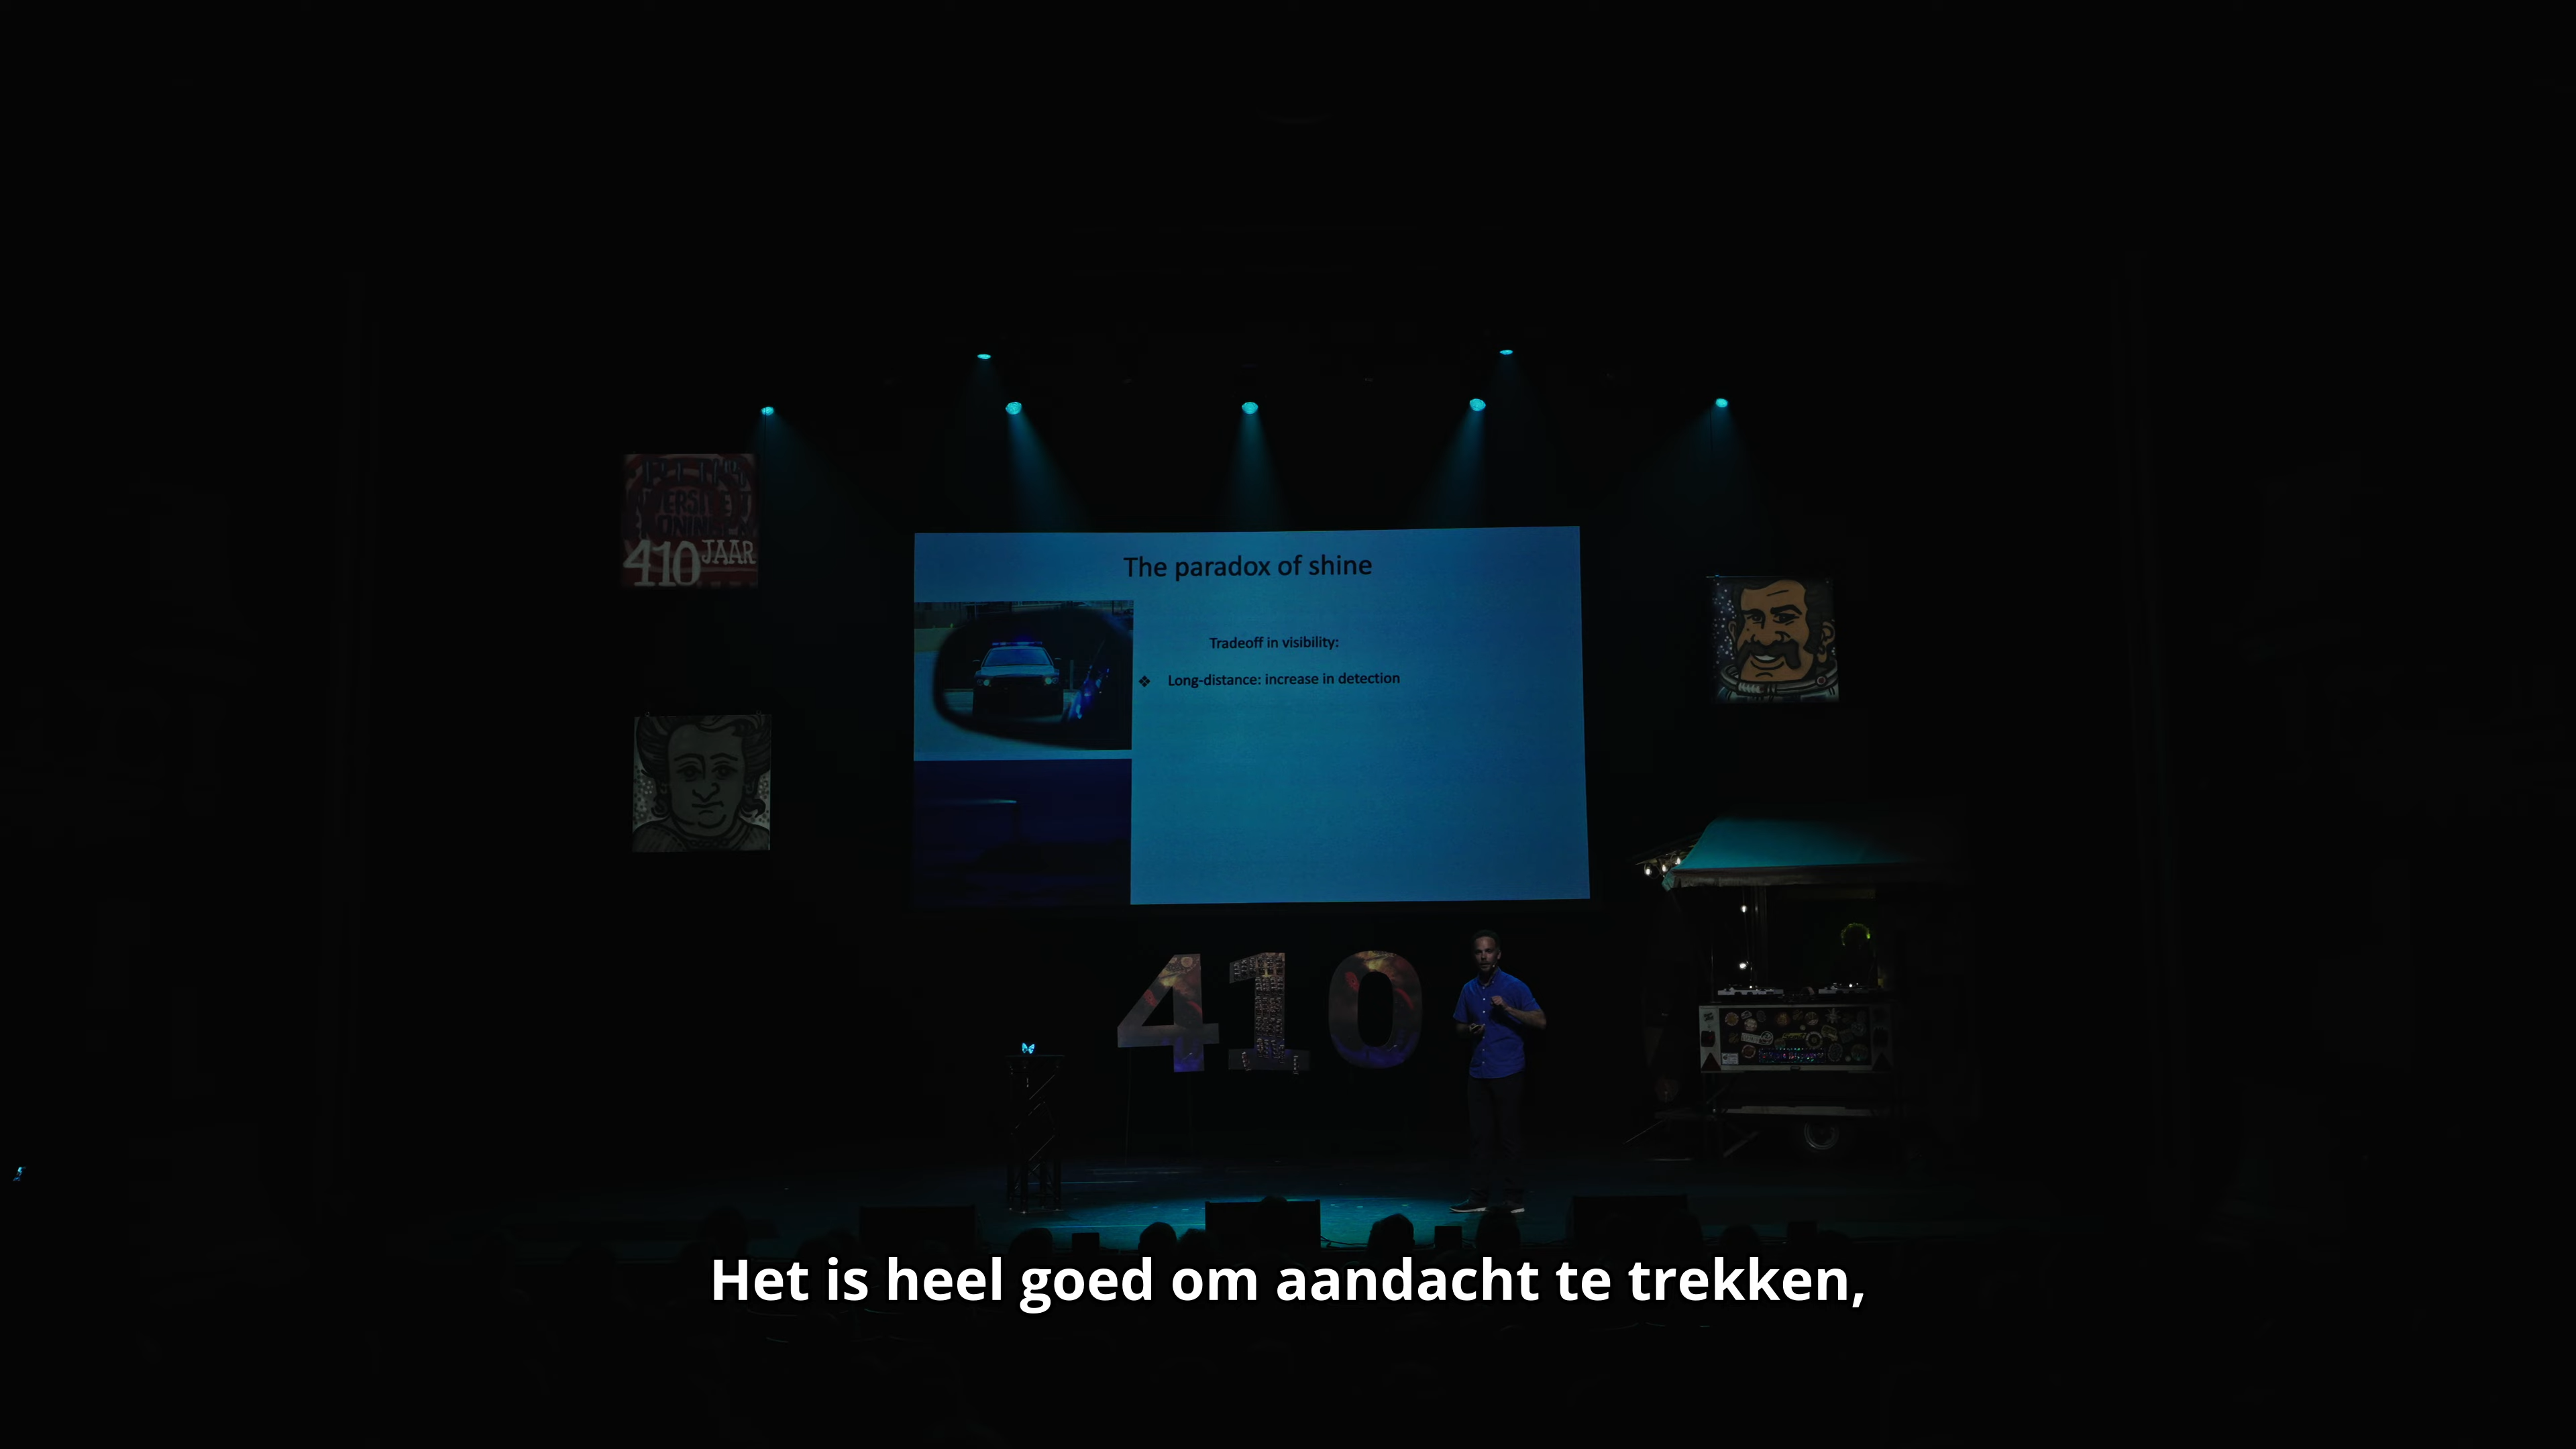 410 JAAR
The paradox of shine
Tradeoff in visibility:
❖ Long-distance: increase in detection
410
Het is heel goed om aandacht te trekken,